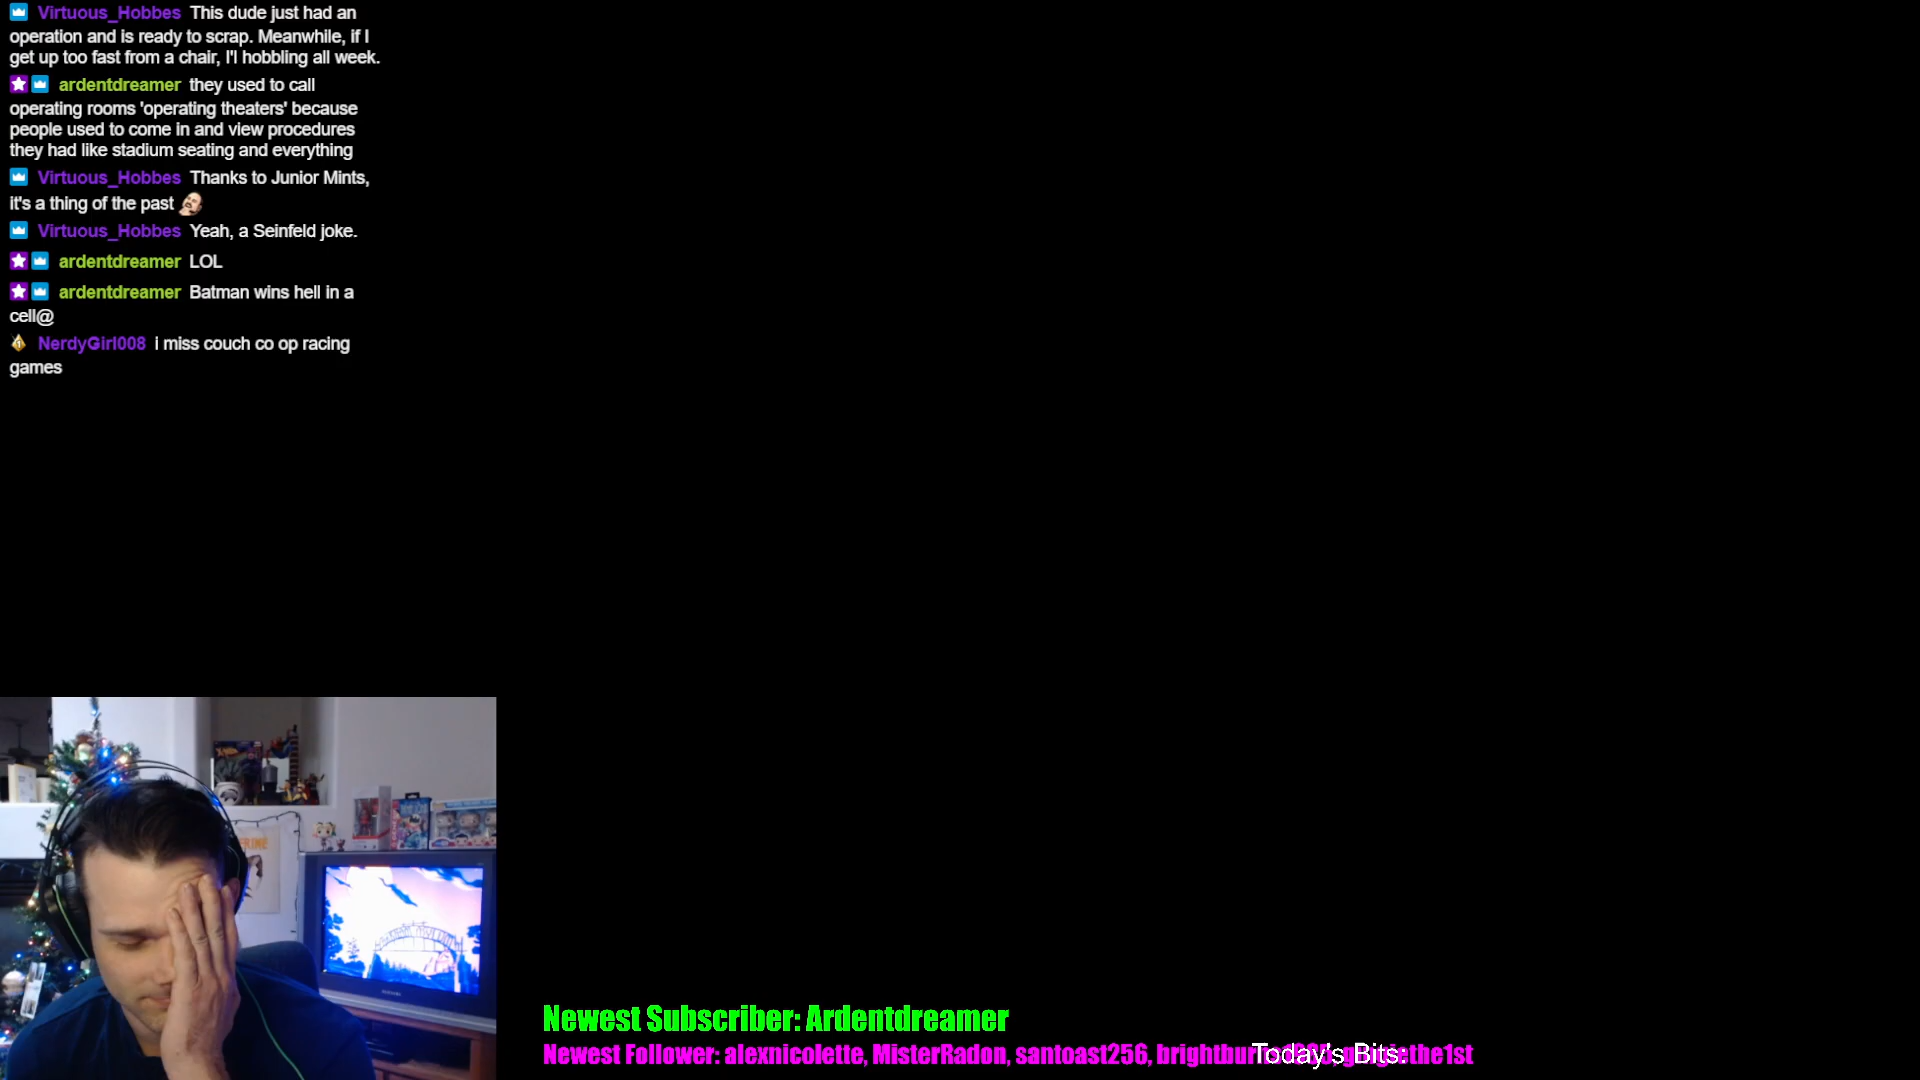 Virtuous_Hobbes This dude just had an
operation and is ready to scrap. Meanwhile, if I
get up too fast from a chair, I'l hobbling all week.
ardentdreamer they used to call
operating rooms 'operating theaters' because
people used to come in and view procedures
they had like stadium seating and everything
Virtuous_Hobbes Thanks to Junior Mints,
it's a thing of the past
Virtuous_Hobbes Yeah, a Seinfeld joke.
ardentdreamer LOL
ardentdreamer Batman wins hell in a
cell@
NerdyGirl008 i miss couch co op racing
games
Newest Subscriber: Ardentdreamer
Newest Follower: alexnicolette, MisterRadon, santoast256,
Today's Bits: